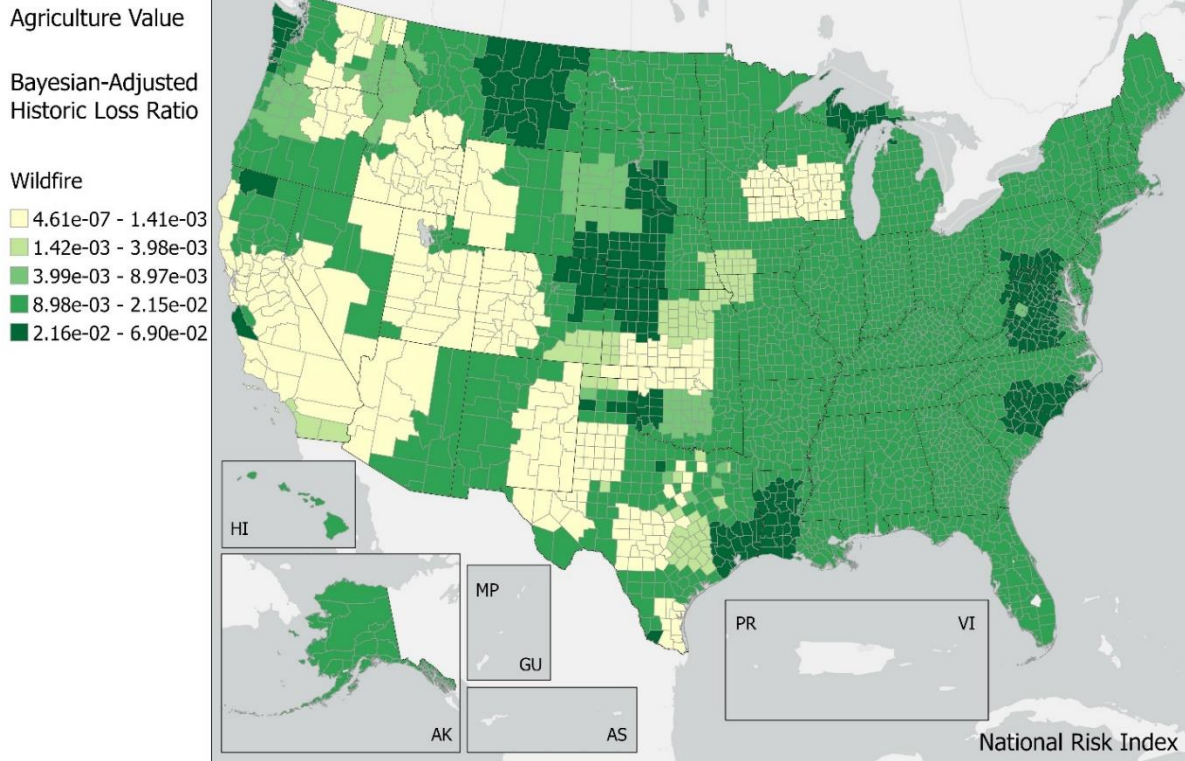 Agriculture Value
Bayesian-Adjusted
Historic Loss Ratio
Wildfire
4.61e-07 - 1.41e-03
1.42e-03 - 3.98e-03
3.99e-03 - 8.97e-03
8.98e-03 - 2.15e-02
2.16e-02 - 6.90e-02
HI
AK
MP
GU
AS
PR
VI
National Risk Index